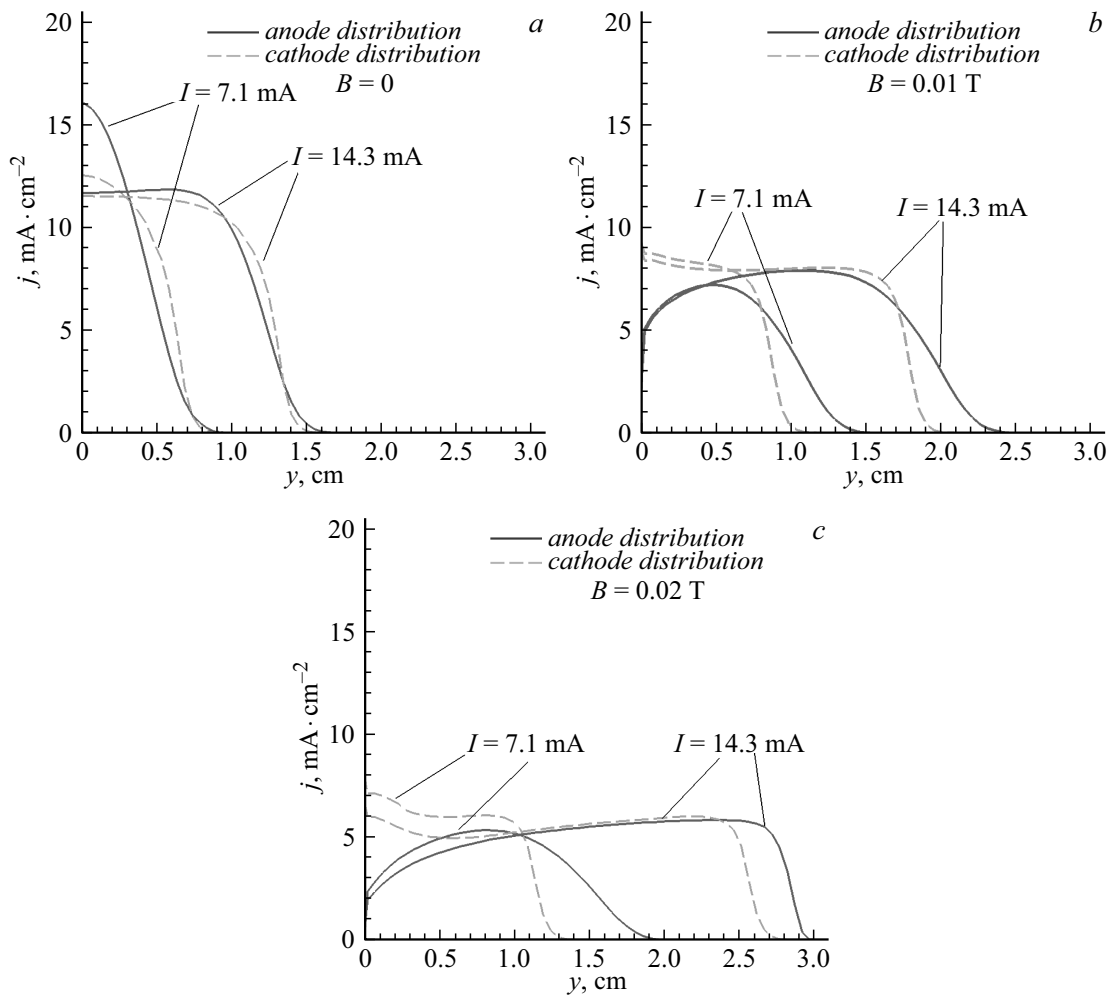 a
anode distribution
cathode distribution
B = 0
I = 7.1 mA
I = 14.3 mA
20
15
10
5
0
j, mA · cm⁻²
0 0.5 1.0 1.5 2.0 2.5 3.0
y, cm
b
anode distribution
cathode distribution
B = 0.01 T
I = 7.1 mA
I = 14.3 mA
20
15
10
5
0
j, mA · cm⁻²
0 0.5 1.0 1.5 2.0 2.5 3.0
y, cm
c
anode distribution
cathode distribution
B = 0.02 T
I = 7.1 mA
I = 14.3 mA
20
15
10
5
0
j, mA · cm⁻²
0 0.5 1.0 1.5 2.0 2.5 3.0
y, cm